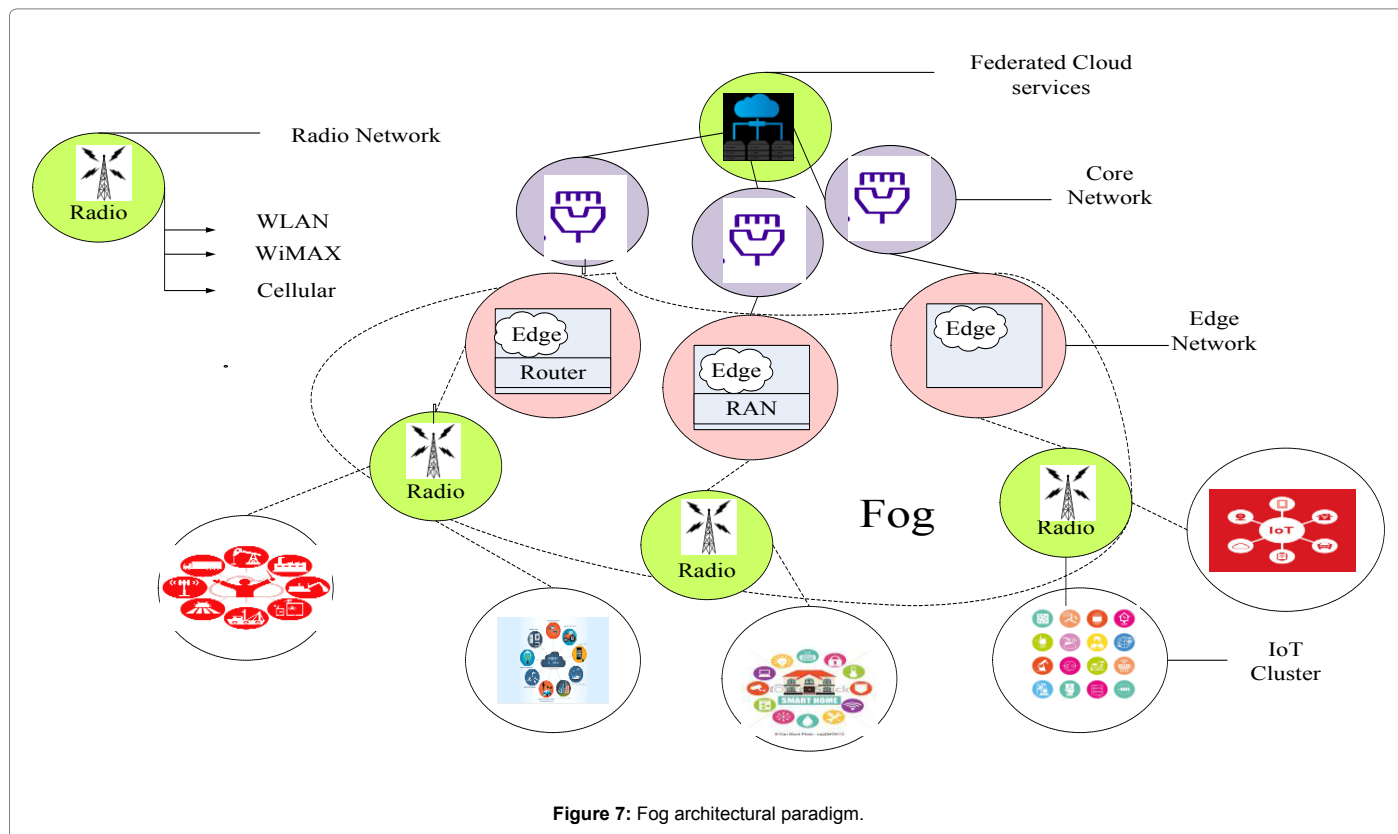 Federated Cloud
services
Radio Network
Core
Network
Radio
WLAN
WiMAX
Cellular
Edge
Router
Edge
RAN
Edge
Edge
Network
Radio
Radio
Radio
Fog
IoT
SMART HOME
IoT
Cluster
Figure 7: Fog architectural paradigm.